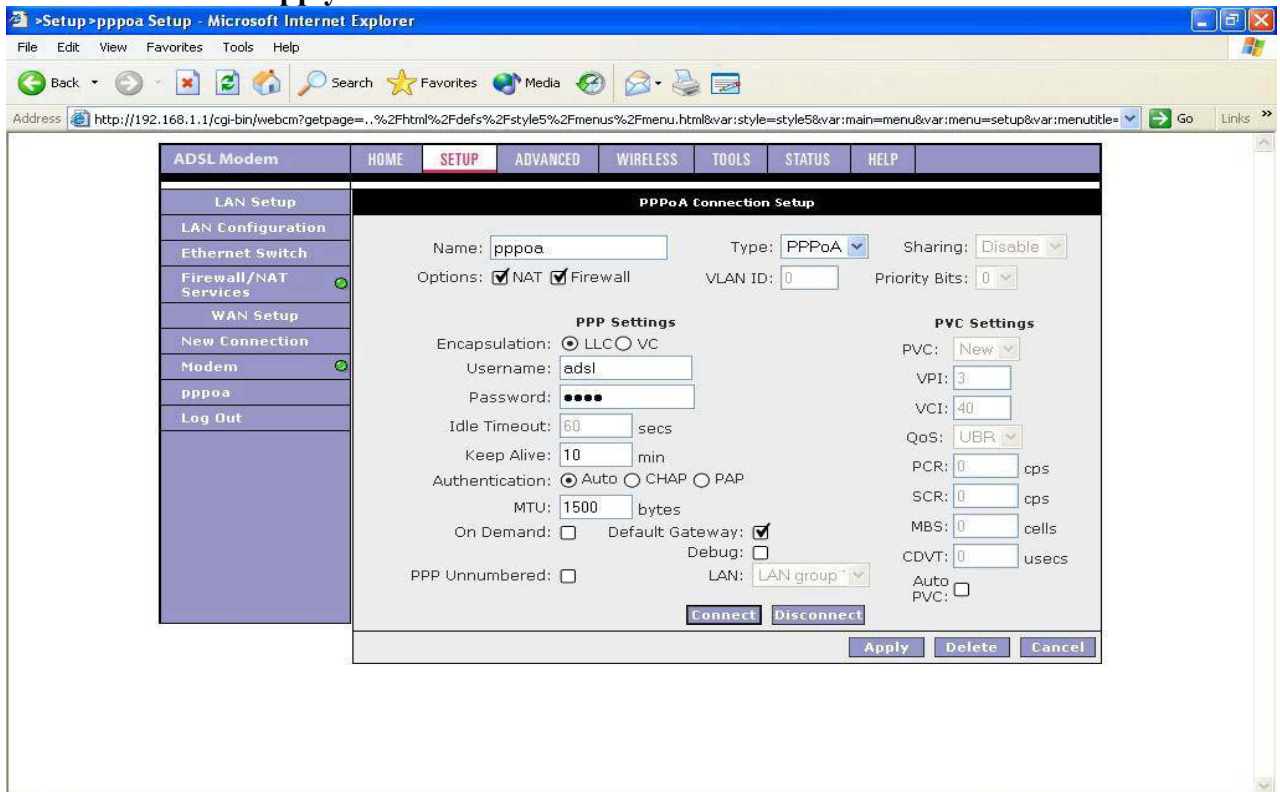 >Setup>pppoa Setup - Microsoft Internet Explorer
File Edit View Favorites Tools Help
Back Search Favorites Media
Address http://192.168.1.1/cgi-bin/webcm?getpage=..%2Fhtml%2Fdefs%2Fstyle5%2Fmenus%2Fmenu.html&var:style=style5&var:main=menu&var:menu=setup&var:menutitle= Go Links »
ADSL Modem HOME SETUP ADVANCED WIRELESS TOOLS STATUS HELP
LAN Setup
LAN Configuration
Ethernet Switch
Firewall/NAT
Services
WAN Setup
New Connection
Modem
pppoa
Log Out
PPPoA Connection Setup
Name: pppoa Type: PPPoA Sharing: Disable
Options: NAT Firewall VLAN ID: 0 Priority Bits: 0
PPP Settings
Encapsulation: LLC VC
Username: adsl
Password: ●●●●
Idle Timeout: 60 secs
Keep Alive: 10 min
Authentication: Auto CHAP PAP
MTU: 1500 bytes
On Demand: Default Gateway:
Debug:
PPP Unnumbered: LAN: LAN group
PVC Settings
PVC: New
VPI: 3
VCI: 40
QoS: UBR
PCR: 0 cps
SCR: 0 cps
MBS: 0 cells
CDVT: 0 usecs
Auto
PVC:
Connect Disconnect
Apply Delete Cancel